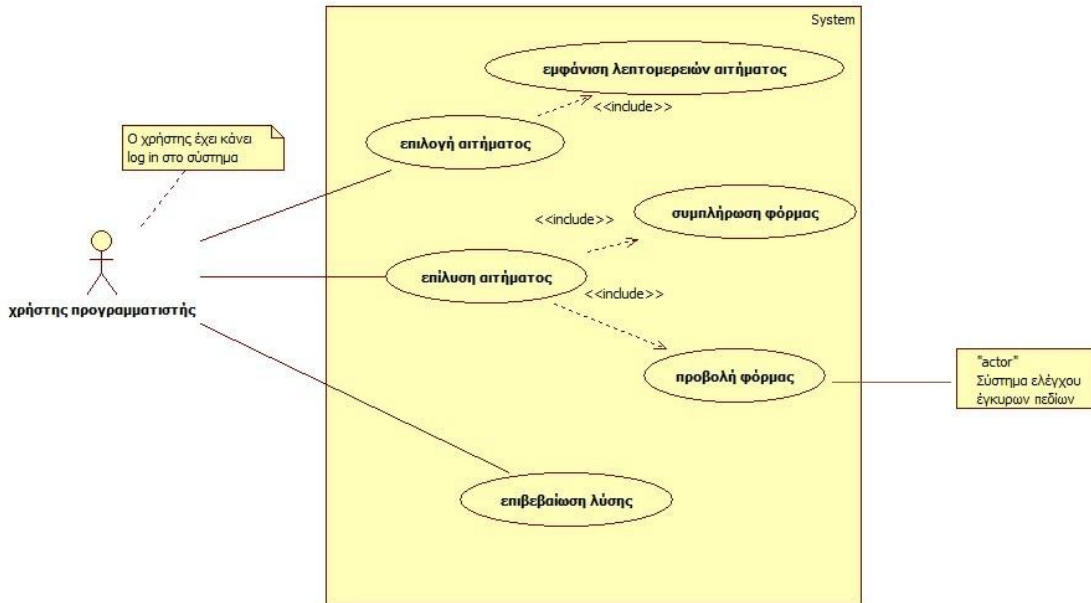 System
εμφάνιση λεπτομερειών αιτήματος
<<include>>
Ο χρήστης έχει κάνει
log in στο σύστημα
επιλογή αιτήματος
<<include>>
συμπλήρωση φόρμας
επίλυση αιτήματος
<<include>>
χρήστης προγραμματιστής
προβολή φόρμας
"actor"
Σύστημα ελέγχου
έγκυρων πεδίων
επιβεβαίωση λύσης